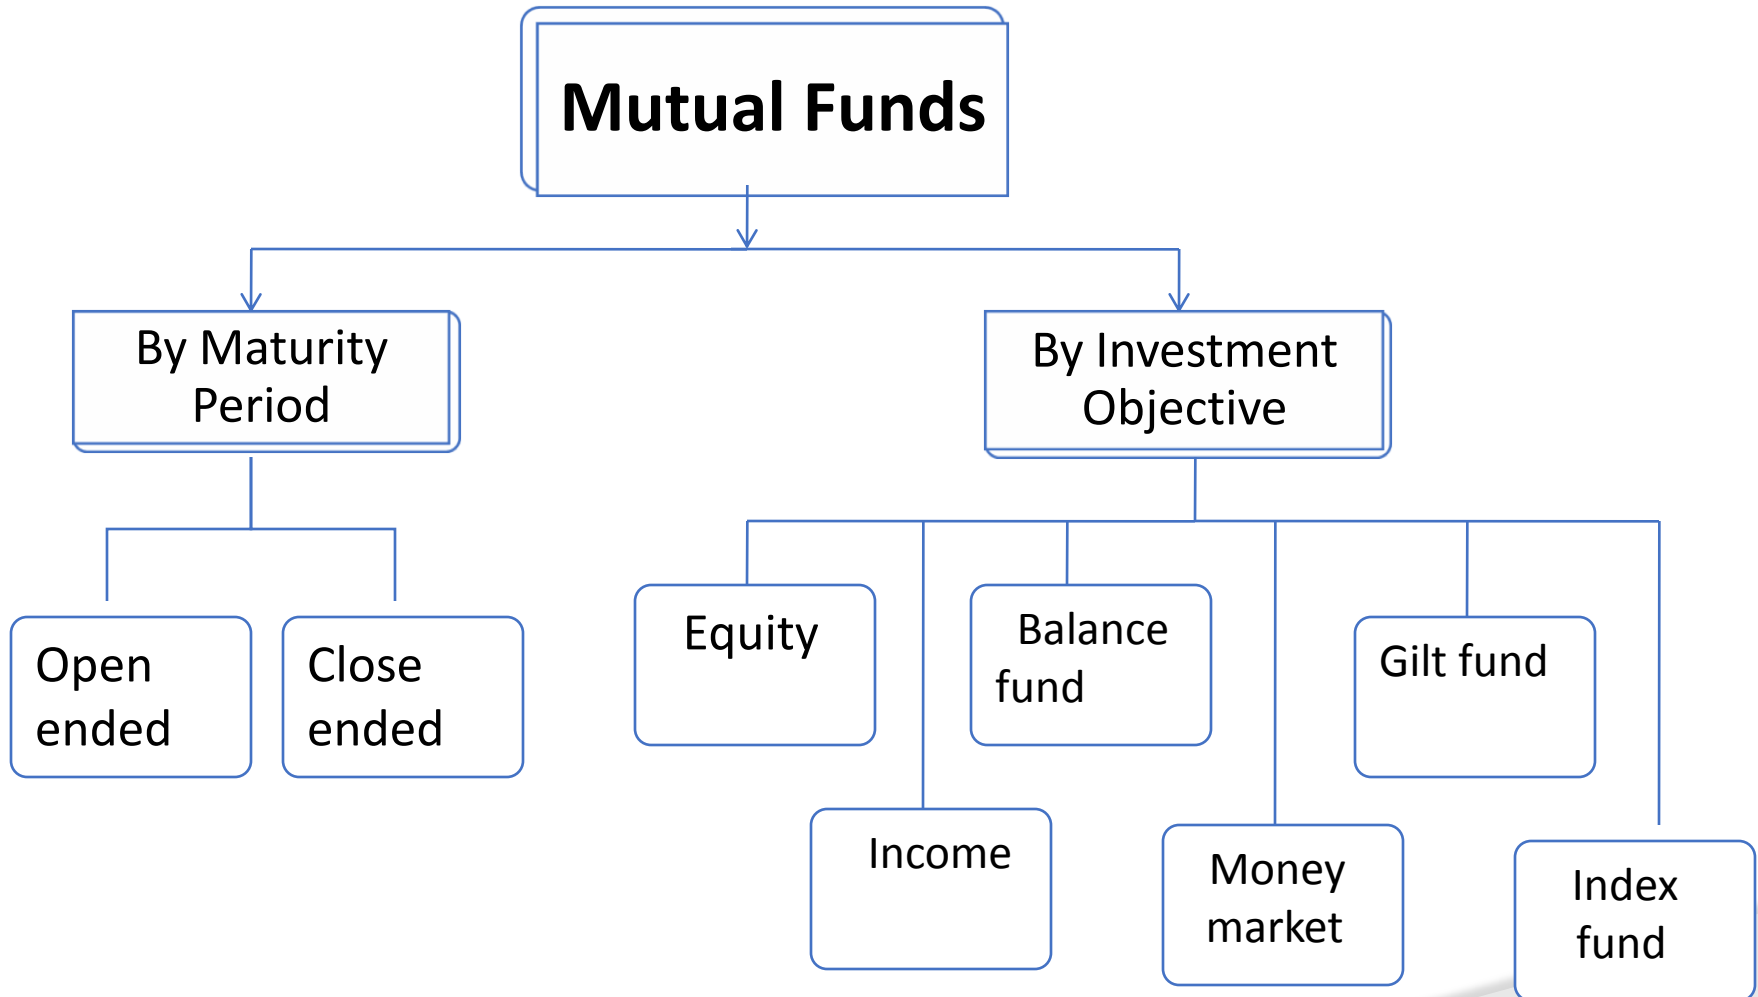 Mutual Funds
By Maturity
Period
By Investment
Objective
Open
ended
Close
ended
Equity
Balance
fund
Gilt fund
Income
Money
market
Index
fund